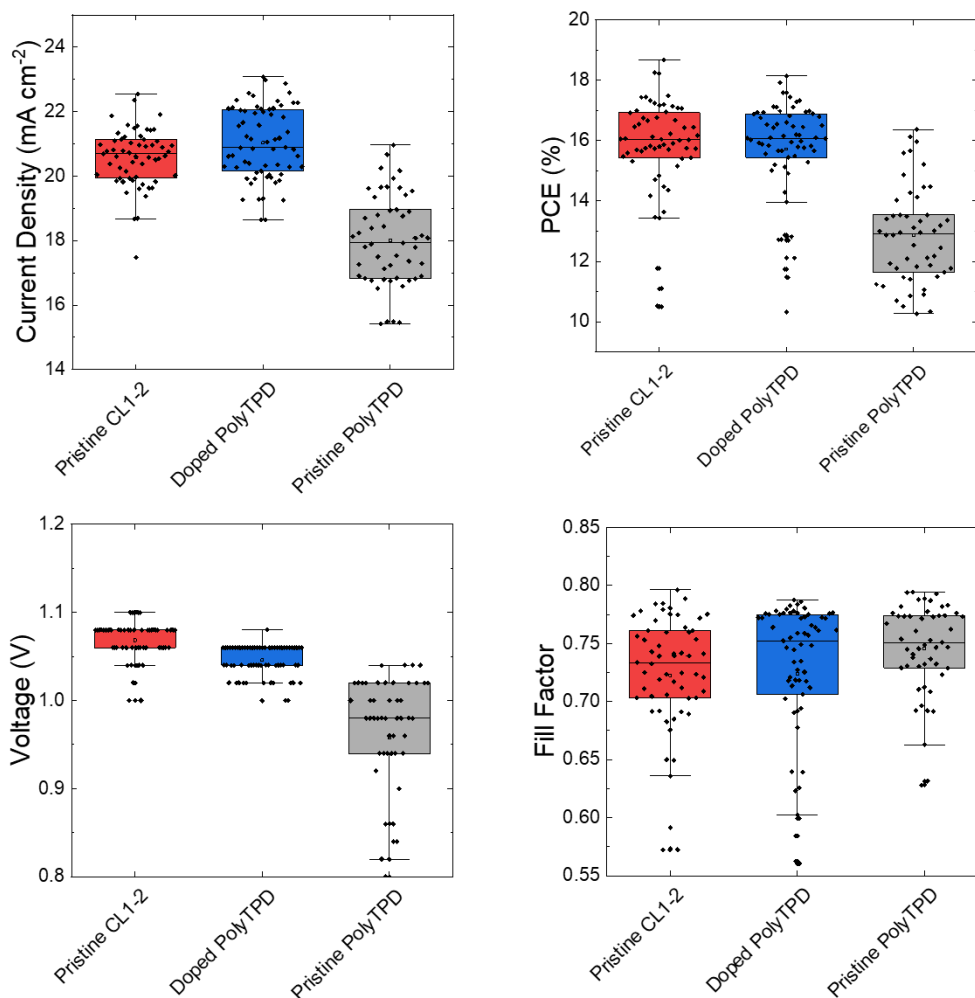 Current Density (mA cm⁻²)
24
22
20
18
16
14
Pristine CL1-2
Doped PolyTPD
Pristine PolyTPD
PCE (%)
18
16
14
12
10
Pristine CL1-2
Doped PolyTPD
Pristine PolyTPD
Voltage (V)
1.2
1.1
1.0
0.9
0.8
Pristine CL1-2
Doped PolyTPD
Pristine PolyTPD
Fill Factor
0.85
0.80
0.75
0.70
0.65
0.60
0.55
Pristine CL1-2
Doped PolyTPD
Pristine PolyTPD